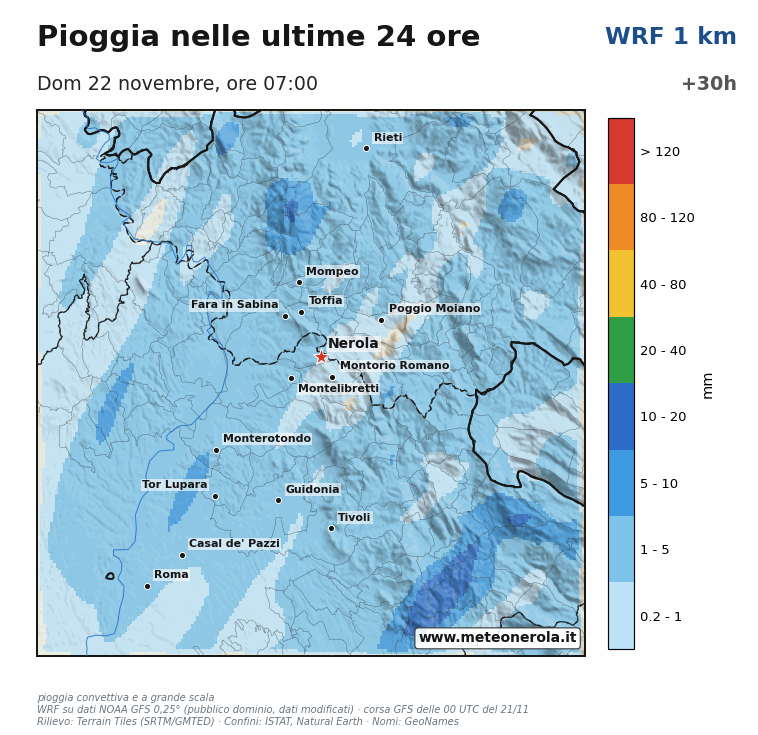 Pioggia nelle ultime 24 ore
WRF 1 km
Dom 22 novembre, ore 07:00
+30h
Rieti
Mompeo
Fara in Sabina
Toffia
Poggio Moiano
Nerola
Montorio Romano
Montelibretti
Monterotondo
Tor Lupara
Guidonia
Tivoli
Casal de' Pazzi
Roma
www.meteonerola.it
> 120
80 - 120
40 - 80
20 - 40
10 - 20
5 - 10
1 - 5
0.2 - 1
mm
pioggia convettiva e a grande scala
WRF su dati NOAA GFS 0,25° (pubblico dominio, dati modificati) · corsa GFS delle 00 UTC del 21/11
Rilievo: Terrain Tiles (SRTM/GMTED) · Confini: ISTAT, Natural Earth · Nomi: GeoNames